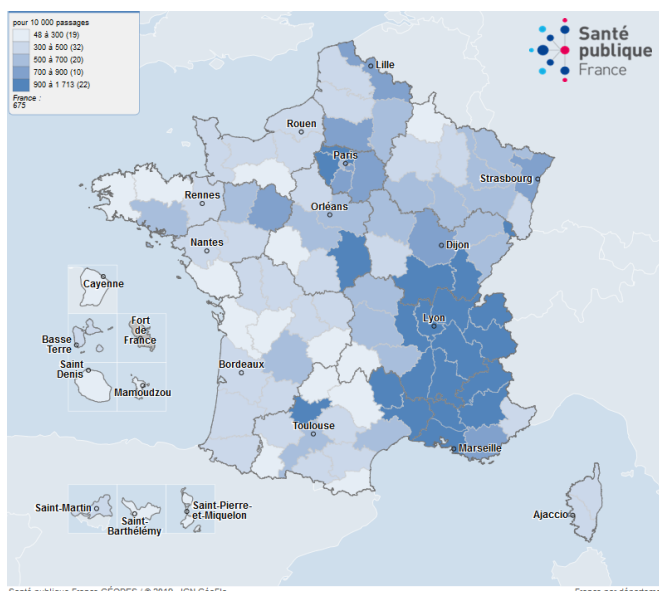 pour 10 000 passages
48 à 300 (19)
300 à 500 (32)
500 à 700 (20)
700 à 900 (10)
900 à 1 713 (22)
France :
675
Santé
publique
France
Lille
Rouen
Paris
Strasbourg
Rennes
Orléans
Nantes
Dijon
Cayenne
Lyon
Basse
Terre
Fort
de
France
Saint
Denis
Mamoudzou
Bordeaux
Toulouse
Marseille
Saint-Martin
Saint-
Barthélémy
Saint-Pierre-
et-Miquelon
Ajaccio